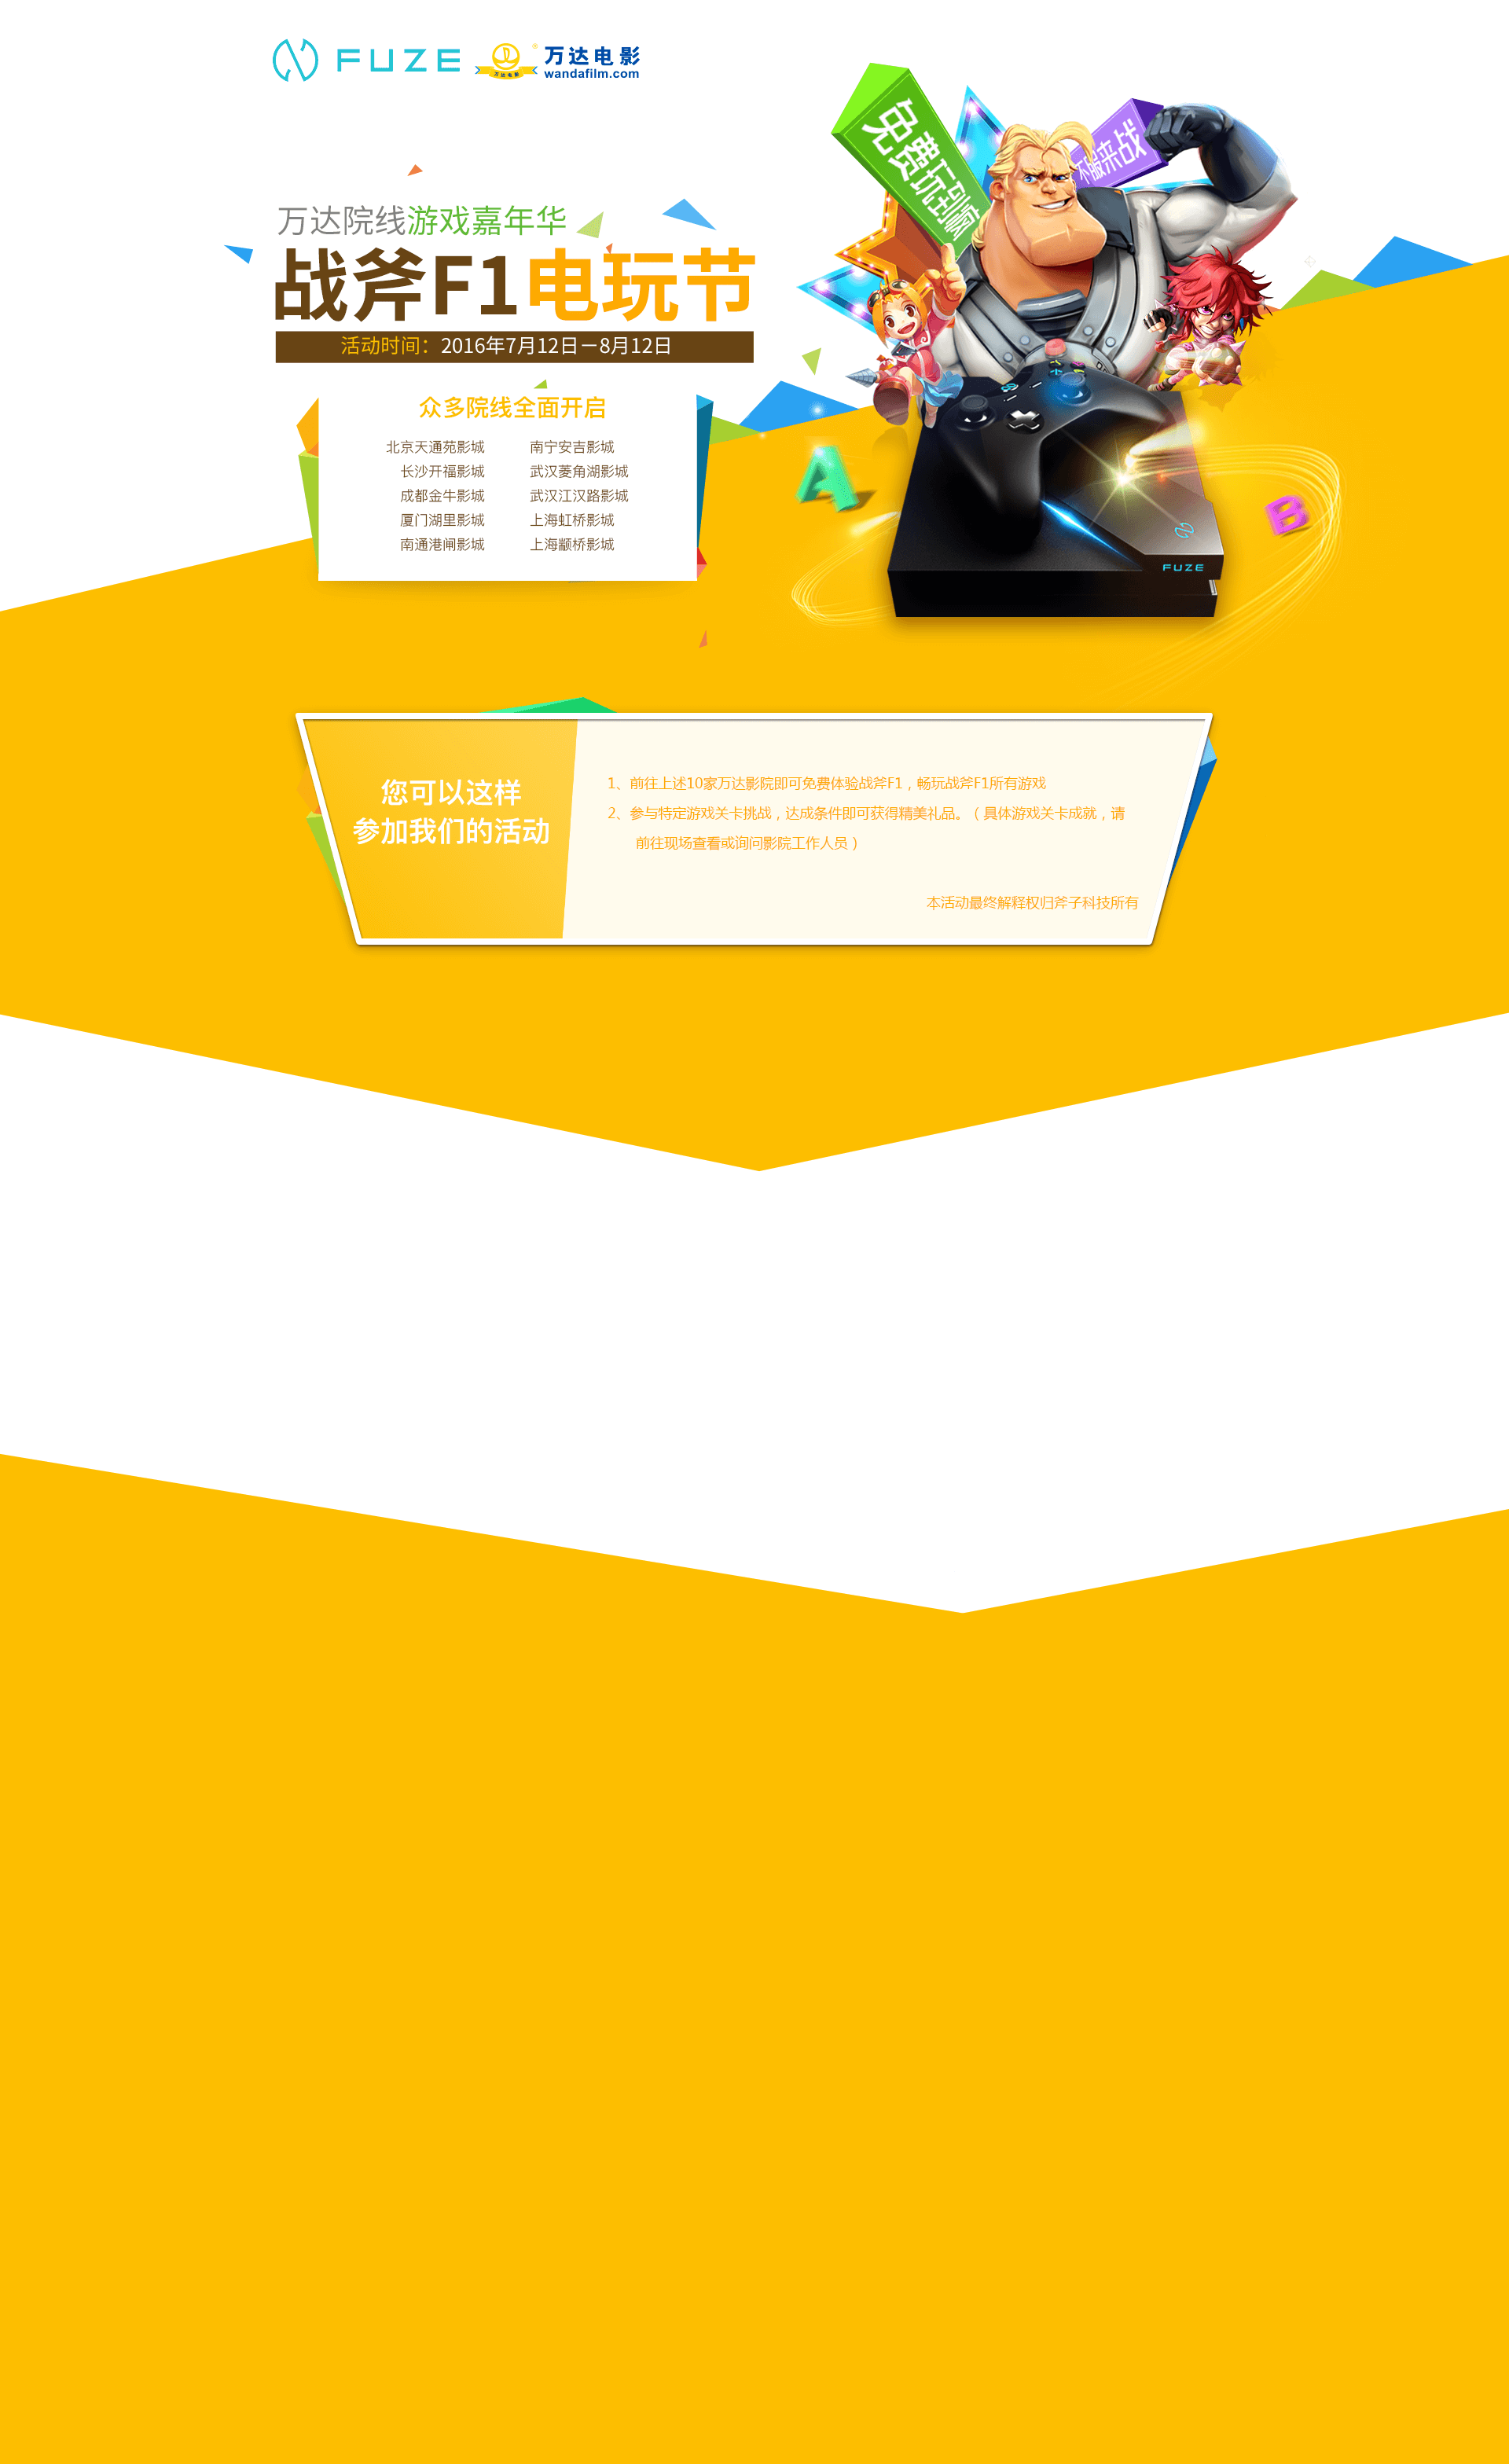 FUZE
万达电影
万达电影
wandafilm.com
免费玩到爽
不服来战
万达院线游戏嘉年华
战斧F1电玩节
活动时间：2016年7月12日－8月12日
众多院线全面开启
北京天通苑影城 南宁安吉影城
长沙开福影城 武汉菱角湖影城
成都金牛影城 武汉江汉路影城
厦门湖里影城 上海虹桥影城
南通港闸影城 上海颛桥影城
A
B
FUZE
您可以这样
参加我们的活动
1、前往上述10家万达影院即可免费体验战斧F1，畅玩战斧F1所有游戏
2、参与特定游戏关卡挑战，达成条件即可获得精美礼品。（具体游戏关卡成就，请
前往现场查看或询问影院工作人员）
本活动最终解释权归斧子科技所有